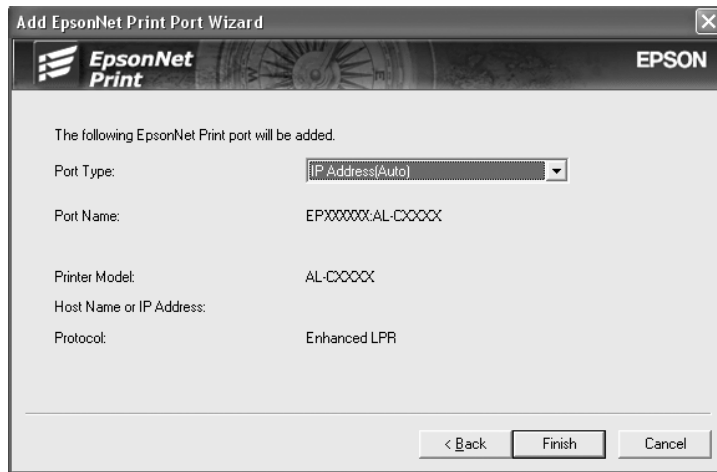 Add EpsonNet Print Port Wizard
EpsonNet
Print
EPSON
The following EpsonNet Print port will be added.
Port Type:
IP Address(Auto)
Port Name:
EPXXXXXX:AL-CXXXX
Printer Model:
AL-CXXXX
Host Name or IP Address:
Protocol:
Enhanced LPR
< Back
Finish
Cancel